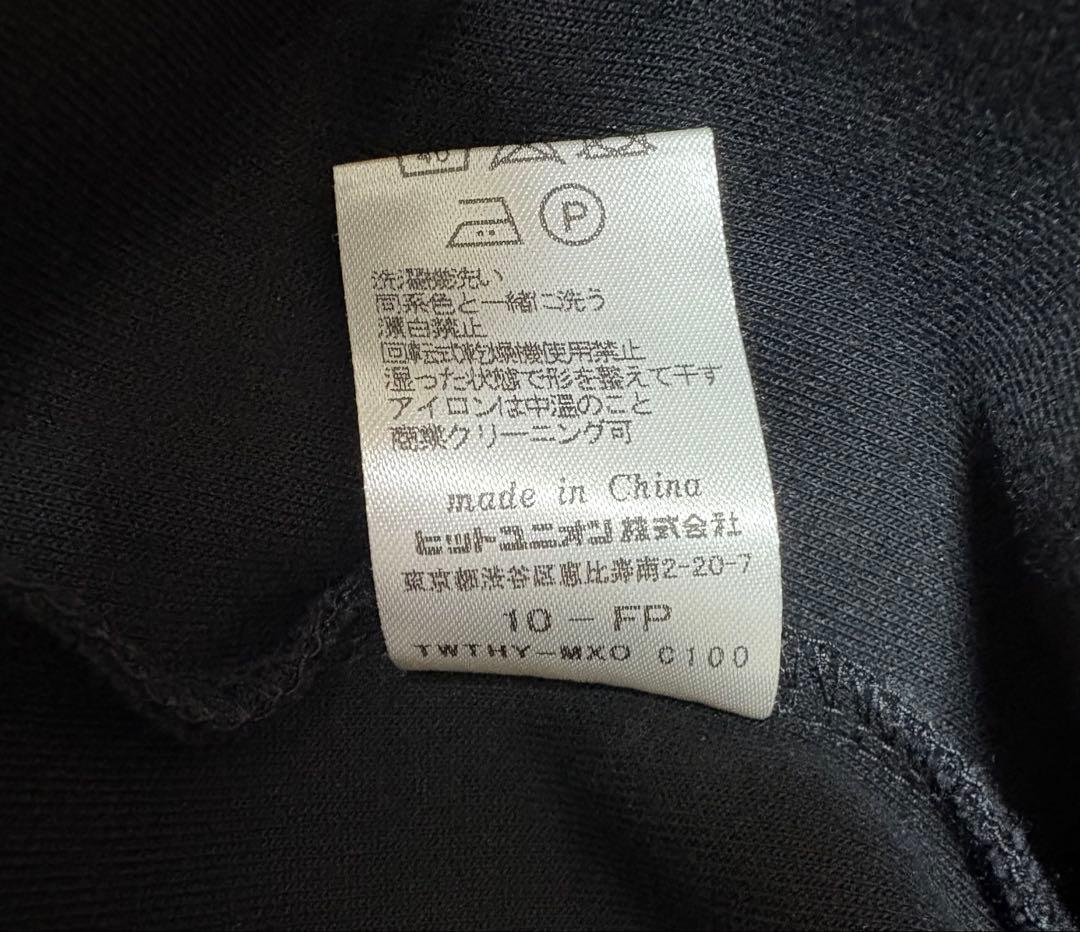 40
P
洗濯機洗い
同系色と一緒に洗う
漂白禁止
回転式乾燥機使用禁止
湿った状態で形を整えて干す
アイロンは中温のこと
商業クリーニング可
made in China
ヒットユニオン株式会社
東京都渋谷区恵比寿南2-20-7
10-FP
TWTHY-MXO C100